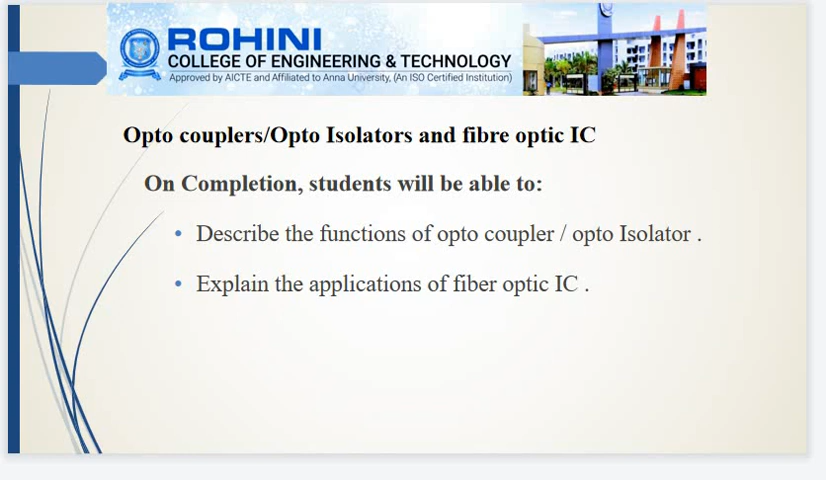 ROHINI
COLLEGE OF ENGINEERING & TECHNOLOGY
Approved by AICTE and Affiliated to Anna University, (An ISO Certified Institution)
Opto couplers/Opto Isolators and fibre optic IC
On Completion, students will be able to:
• Describe the functions of opto coupler / opto Isolator .
• Explain the applications of fiber optic IC .